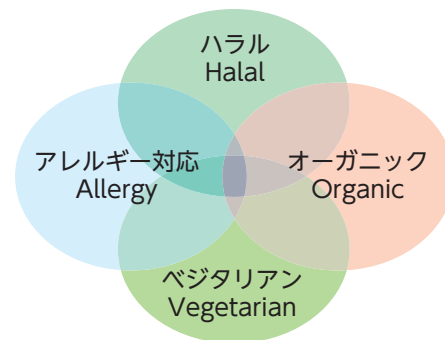 ハラル
Halal
アレルギー対応
Allergy
オーガニック
Organic
ベジタリアン
Vegetarian